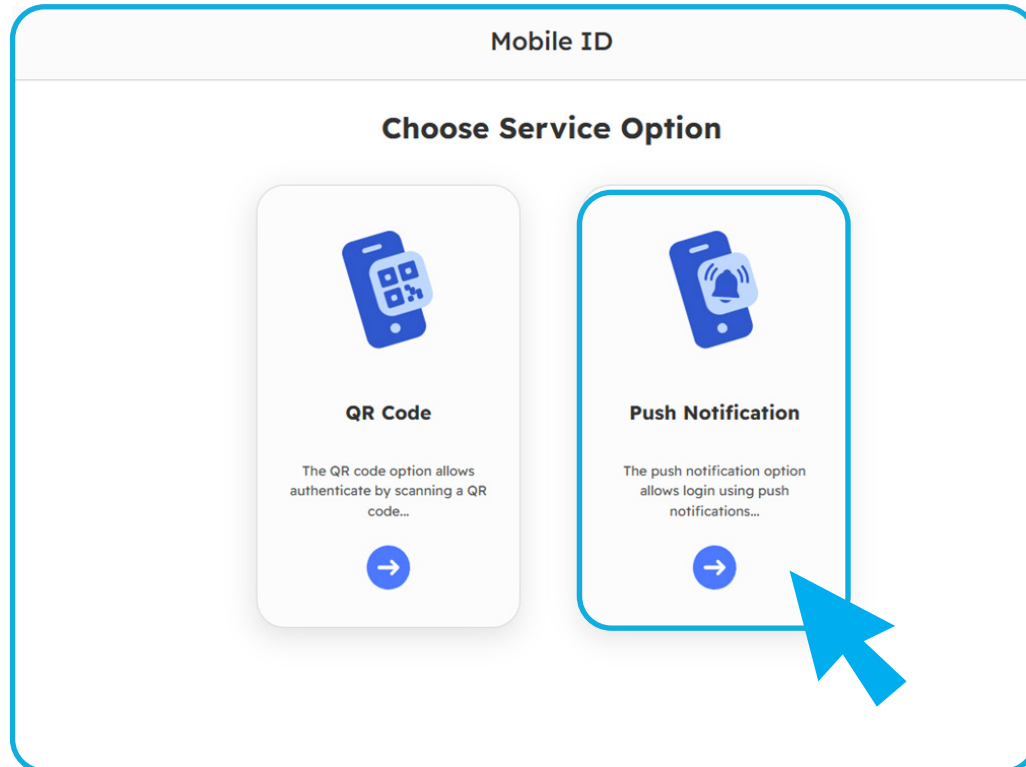 Mobile ID
Choose Service Option
QR Code
The QR code option allows
authenticate by scanning a QR
code...
Push Notification
The push notification option
allows login using push
notifications...